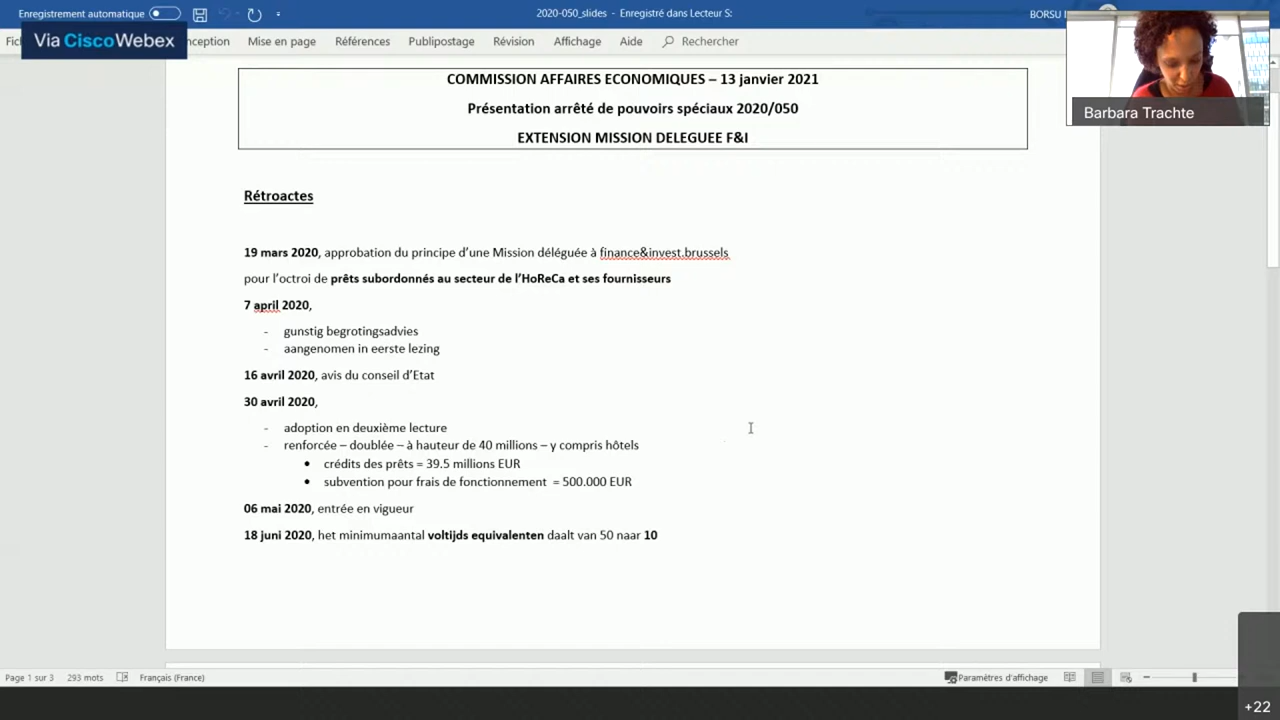 Enregistrement automatique
2020-050_slides - Enregistré dans Lecteur S:
BORSU
Via Cisco Webex
Fic
nception
Mise en page
Références
Publipostage
Révision
Affichage
Aide
Rechercher
Barbara Trachte
COMMISSION AFFAIRES ECONOMIQUES – 13 janvier 2021
Présentation arrêté de pouvoirs spéciaux 2020/050
EXTENSION MISSION DELEGUEE F&I
Rétroactes
19 mars 2020, approbation du principe d’une Mission déléguée à finance&invest.brussels
pour l’octroi de prêts subordonnés au secteur de l’HoReCa et ses fournisseurs
7 april 2020,
- gunstig begrotingsadvies
- aangenomen in eerste lezing
16 avril 2020, avis du conseil d’Etat
30 avril 2020,
- adoption en deuxième lecture
- renforcée – doublée – à hauteur de 40 millions – y compris hôtels
• crédits des prêts = 39.5 millions EUR
• subvention pour frais de fonctionnement = 500.000 EUR
06 mai 2020, entrée en vigueur
18 juni 2020, het minimumaantal voltijds equivalenten daalt van 50 naar 10
Page 1 sur 3
293 mots
Français (France)
Paramètres d'affichage
+22